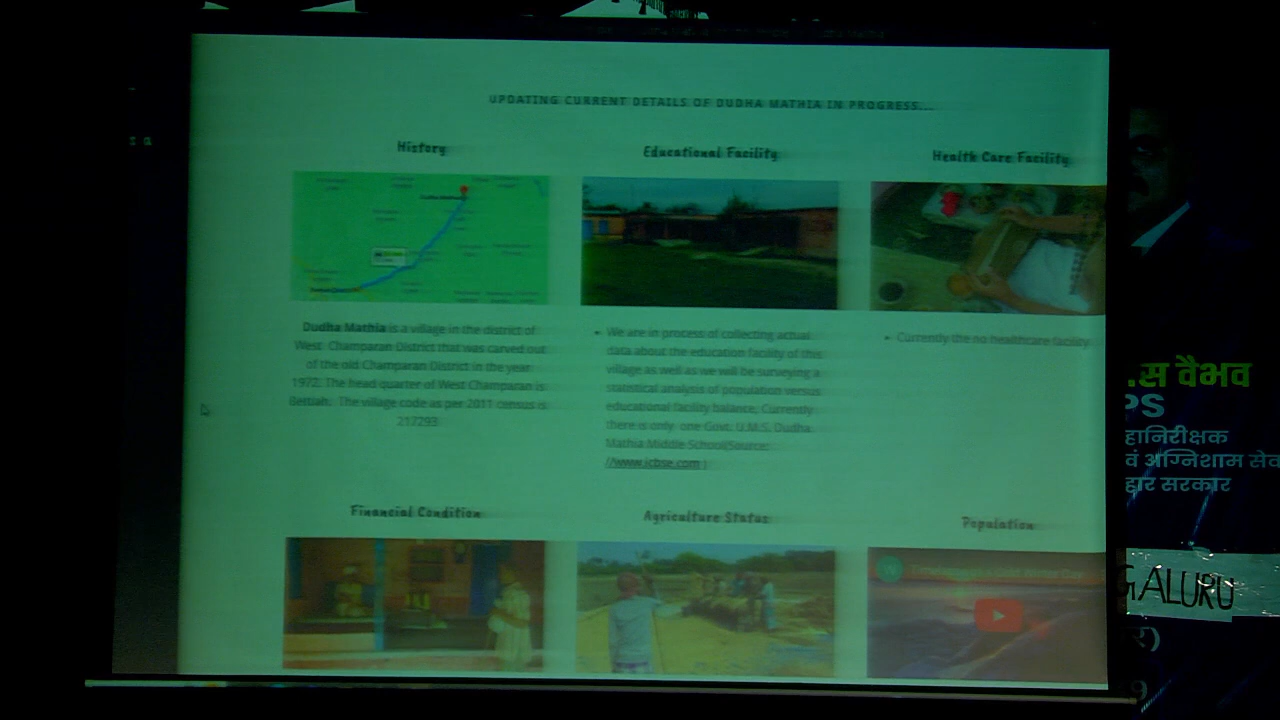 UPDATING CURRENT DETAILS OF DUDHA MATHIA IN PROGRESS...
History
Educational Facility
Health Care Facility
Dudha Mathia is a village in the district of
West Champaran District that was carved out
of the old Champaran District in the year
1972. The head quarter of West Champaran is
Bettiah. The village code as per 2011 census is
217293
We are in process of collecting actual
data about the education facility of this
village as well as we will be surveying a
statistical analysis of population versus
educational facility balance. Currently
there is only one Govt. U.M.S. Dudha
Mathia Middle School(Source:
//www.icbse.com )
Currently the no healthcare facility
Financial Condition
Agriculture Status
Population
.स वैभव
PS
हानिरीक्षक
वं अग्निशाम सेव
हार सरकार
GALURU
र)
9